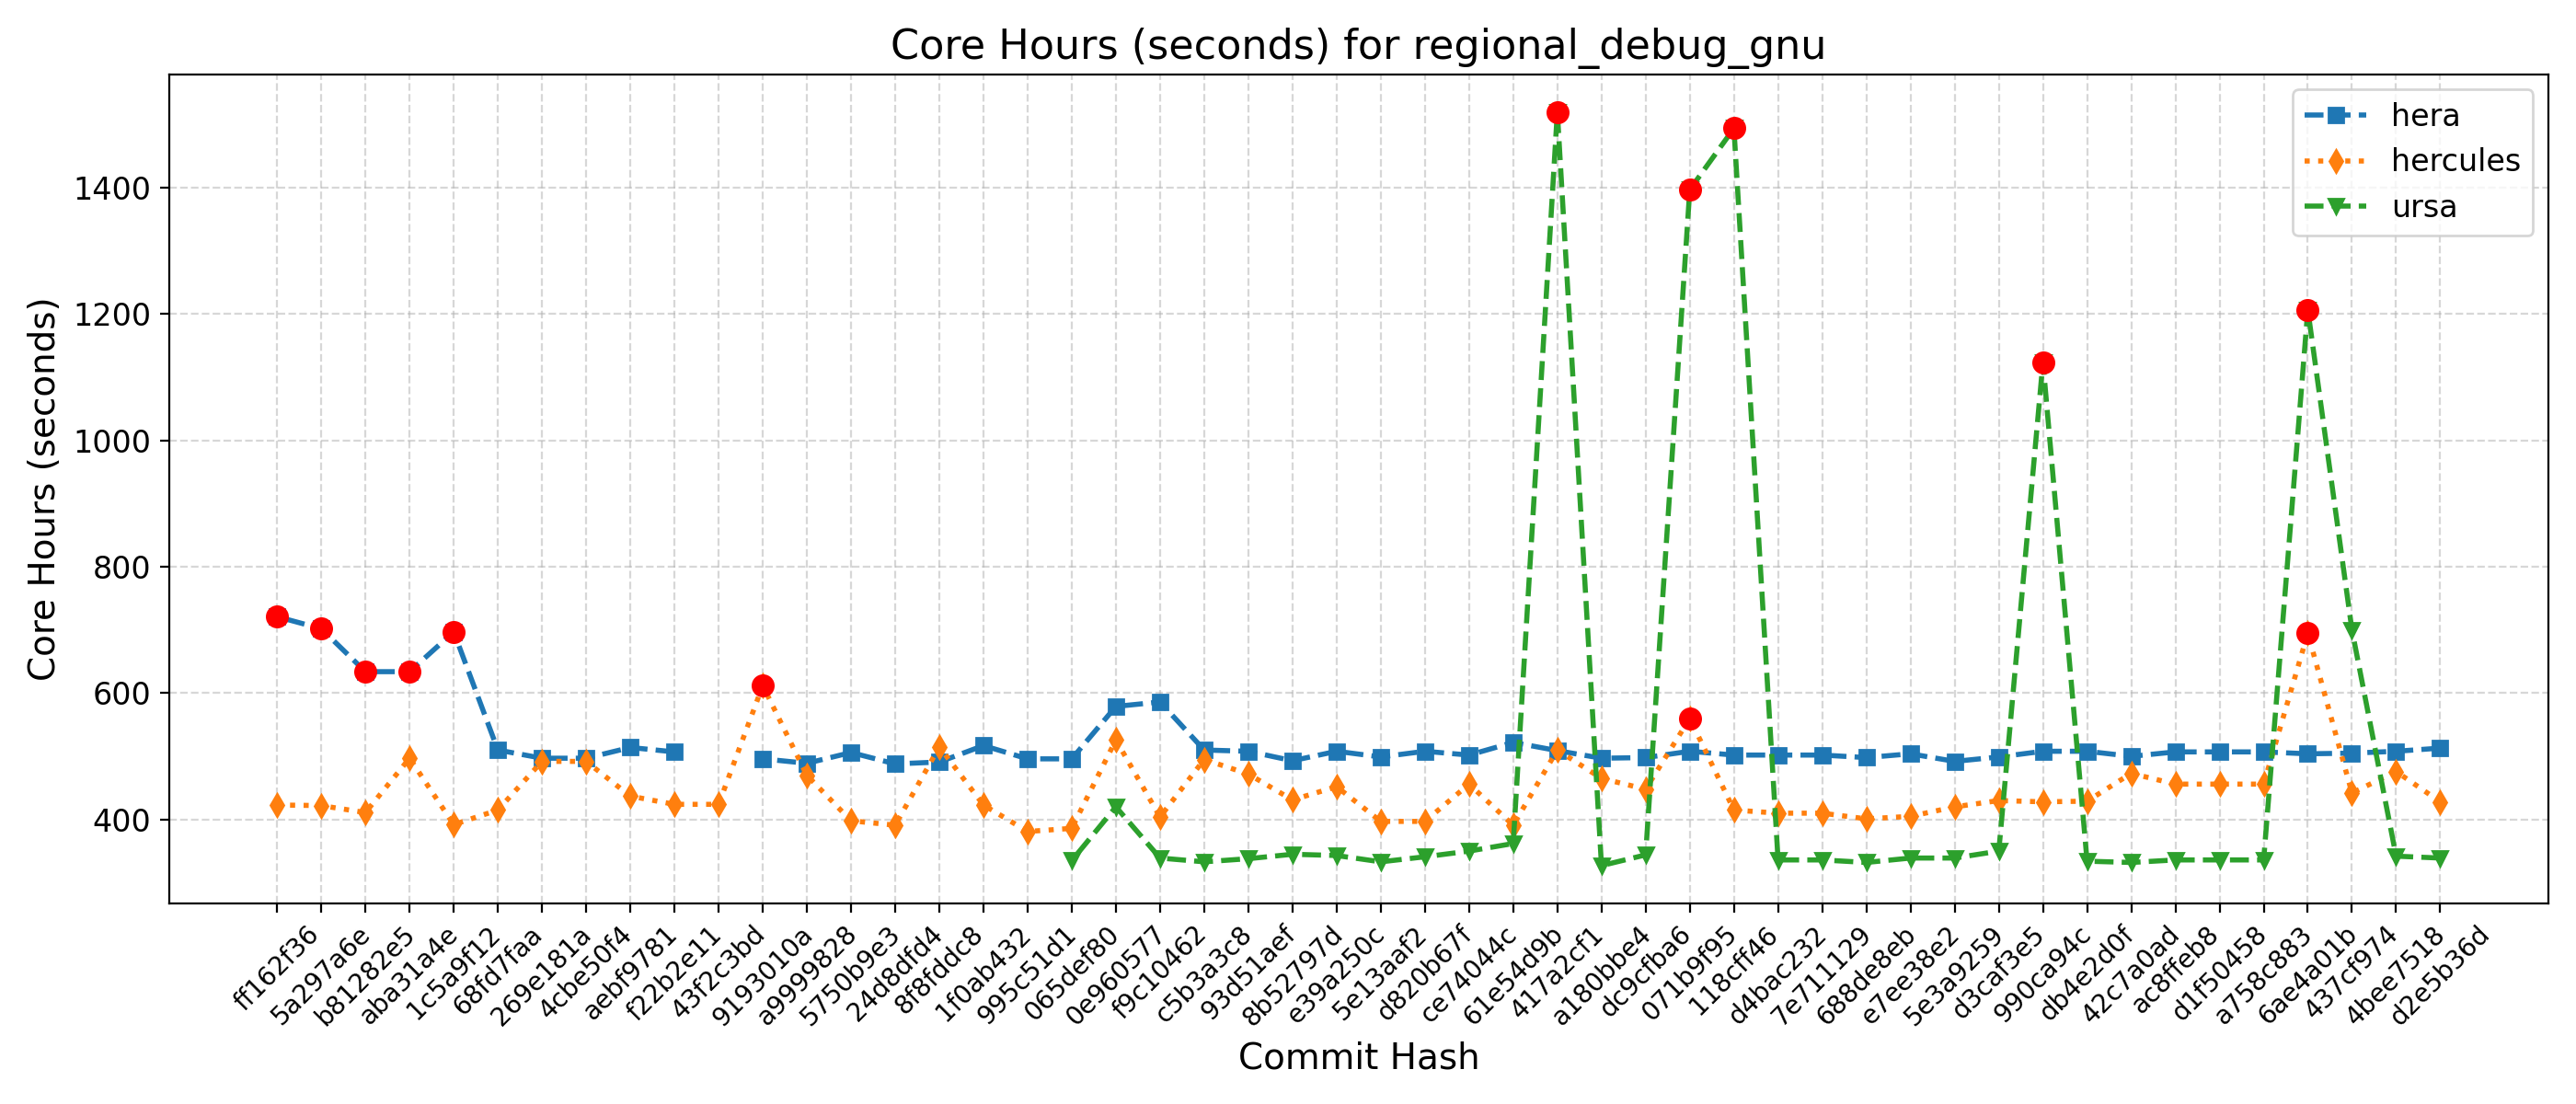 Core Hours (seconds) for regional_debug_gnu
hera
hercules
ursa
Core Hours (seconds)
1400
1200
1000
800
600
400
ff162f36
5a297a6e
b81282e5
aba31a4e
1c5a9f12
68fd7faa
269e181a
4cbe50f4
aebf9781
f22b2e11
43f2c3bd
9193010a
a9999828
5750b9e3
24d8dfd4
8f8fddc8
1f0ab432
995c51d1
065def80
0e960577
f9c10462
c5b3a3c8
93d51aef
8b52797d
e39a250c
5e13aaf2
d820b67f
ce74044c
61e54d9b
417a2cf1
a180bbe4
dc9cfba6
071b9f95
118cff46
d4bac232
7e711129
688de8eb
e7ee38e2
5e3a9259
d3caf3e5
990ca94c
db4e2d0f
42c7a0ad
ac8ffeb8
d1f50458
a758c883
6ae4a01b
437cf974
4bee7518
d2e5b36d
Commit Hash